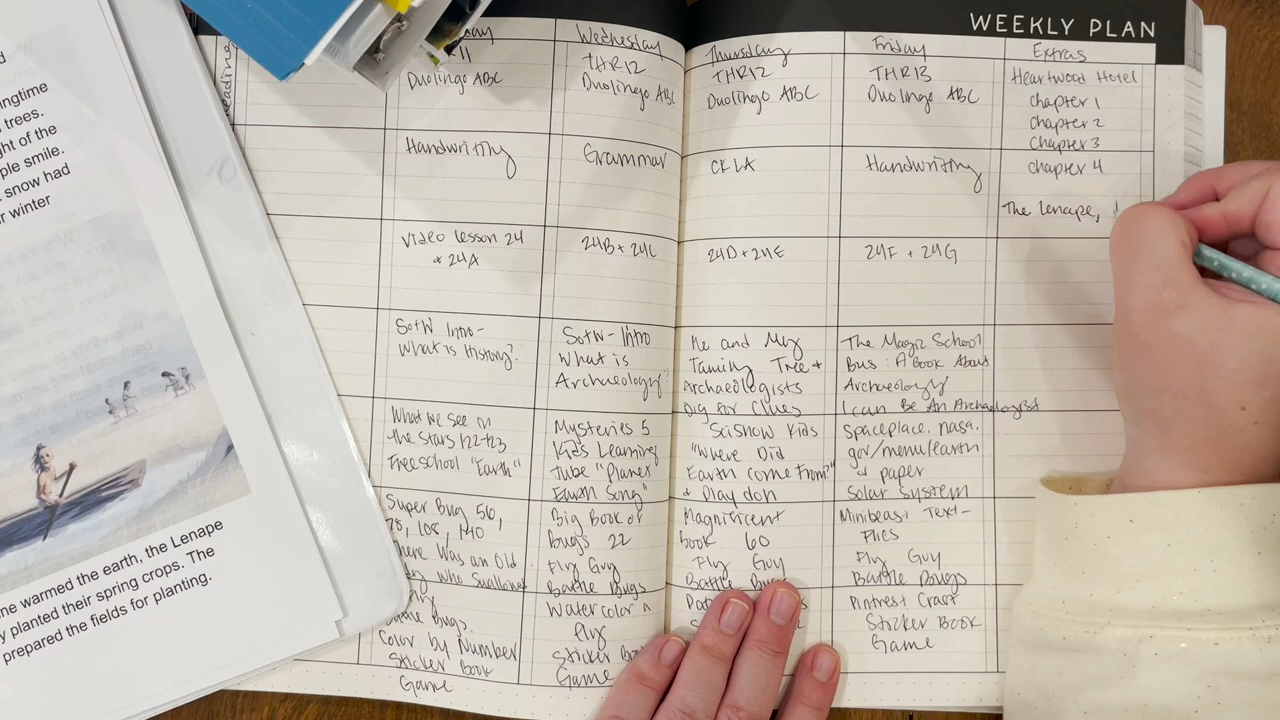 ngtime
trees.
ght of the
ple smile.
snow had
r winter
ne warmed the earth, the Lenape
y planted their spring crops. The
prepared the fields for planting.
WEEKLY PLAN
ay
11
Duolingo ABC
Handwriting
Video lesson 24
& 24A
SotW Intro-
What is History?
What we see in
the stars 122-123
Freeschool "Earth"
Super Bug 56,
78, 108, 140
There Was an Old
who Swallowed
Bugs
Color by Number
Sticker Book
Game
Wednesday
THR12
Duolingo ABC
Grammar
24B + 24C
SotW-Intro
What is
Archaeology?
Mysteries 5
Kids Learning
Tube "Planet
Earth Song"
Big Book of
Bugs 22
Fly Guy
Battle Bugs
Watercolor a
fly
Sticker Boo
Game
Thursday
THR12
Duolingo ABC
CKLA
24D + 24E
Me and My
Family Tree +
Archaeologists
Dig for Clues
SciShow Kids
"Where Did
Earth come From?"
& Play doh
Magnificent
Book 60
Fly Guy
Battle Bugs
Friday
THR13
Duolingo ABC
Handwriting
24F + 24G
The Magic School
Bus: A Book About
Archaeology
I can Be An Archaeologist
Spaceplace.nasa.
gov/menu/earth
& paper
Solar System
Minibeast Text-
Flies
Fly Guy
Battle Bugs
Pintrest Craft
Sticker Book
Game
Extras
Heartwood Hotel
chapter 1
chapter 2
chapter 3
chapter 4
The Lenape,